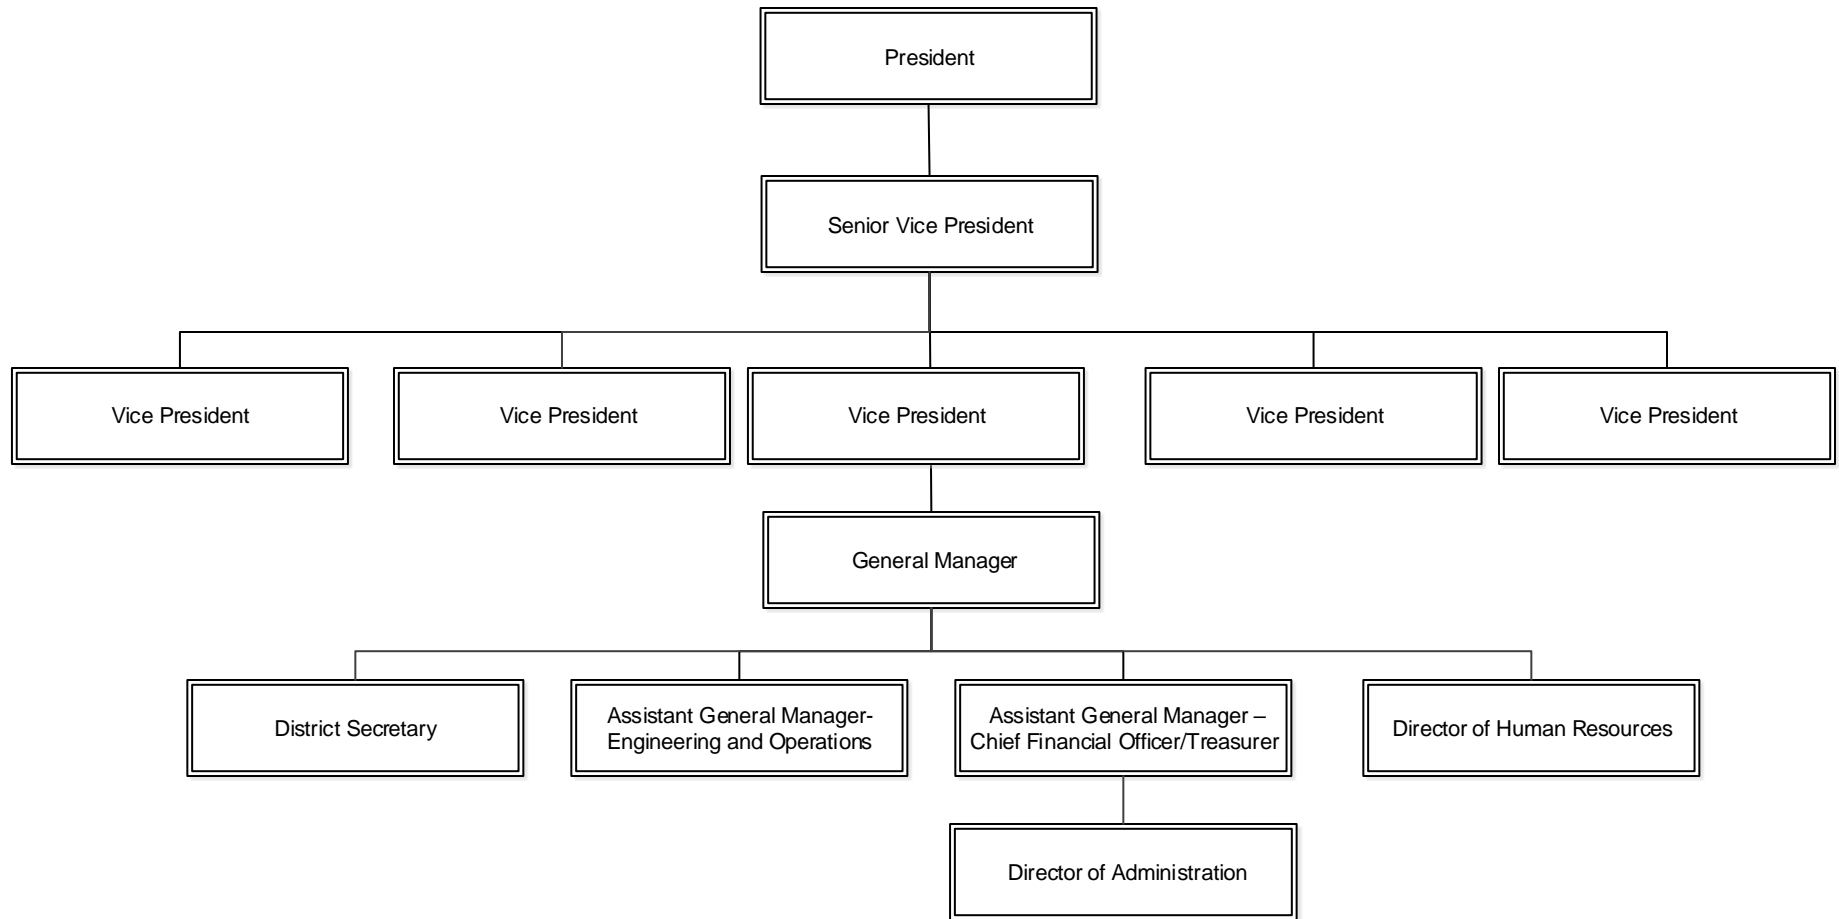 President
Senior Vice President
Vice President
Vice President
Vice President
Vice President
Vice President
General Manager
District Secretary
Assistant General Manager-
Engineering and Operations
Assistant General Manager –
Chief Financial Officer/Treasurer
Director of Human Resources
Director of Administration